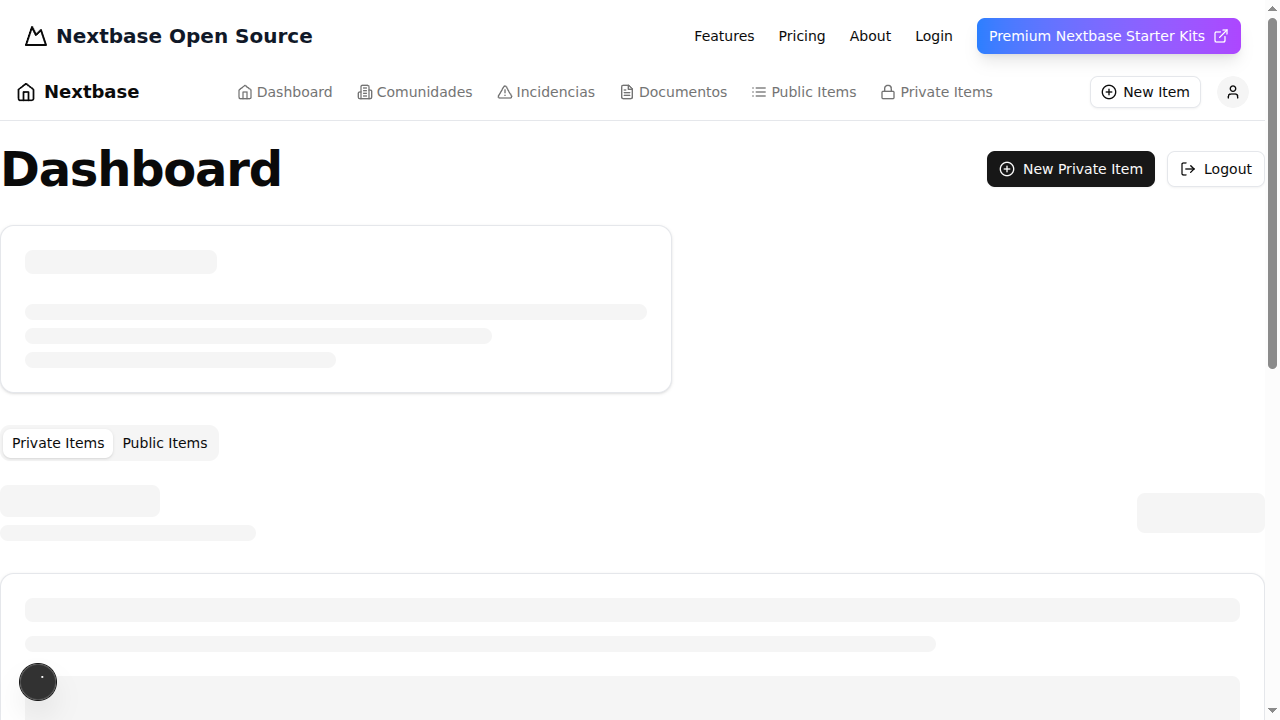 Nextbase Open Source
Features
Pricing
About
Login
Premium Nextbase Starter Kits
Nextbase
Dashboard
Comunidades
Incidencias
Documentos
Public Items
Private Items
New Item
Dashboard
New Private Item
Logout
Private Items
Public Items